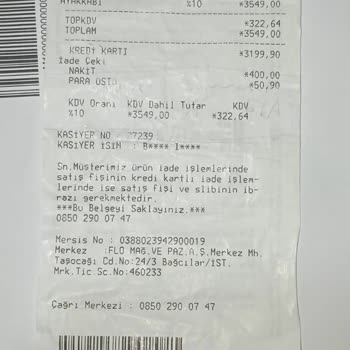 AYAKKABI %10 *3549,00
TOPKDV *322,64
TOPLAM *3549,00
KREDİ KARTI *3199,90
İade Çeki
NAKİT *400,00
PARA ÜSTÜ *50,90
KDV Oranı KDV Dahil Tutar KDV
%10 *3549,00 *322,64
KASİYER NO 27239
KASİYER İSİM : B**** 1****
Sn.Müşterimiz ürün iade işlemlerinde
satış fişinin kredi kartlı iade işlem-
lerinde ise satış fişi ve slibinin ib-
razı gerekmektedir.
***Bu Belgeyi Saklayınız.***
0850 290 07 47
Mersis No : 0388023942900019
Merkez :FLO MAĞ.VE PAZ.A.Ş.Merkez Mh.
Taşocağı Cd.No:24/3 Bağcılar/İST.
Mrk.Tic.Sc.No:460233
Çağrı Merkezi : 0850 290 07 47